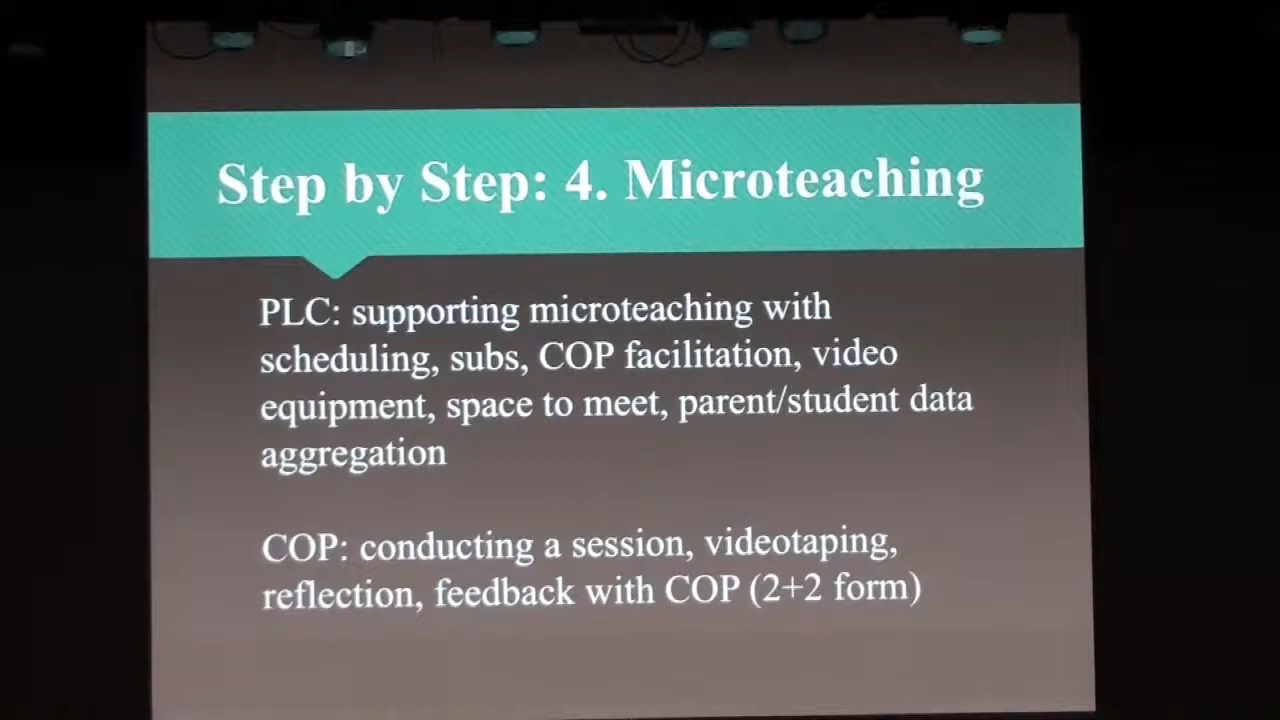 Step by Step: 4. Microteaching
PLC: supporting microteaching with
scheduling, subs, COP facilitation, video
equipment, space to meet, parent/student data
aggregation
COP: conducting a session, videotaping,
reflection, feedback with COP (2+2 form)